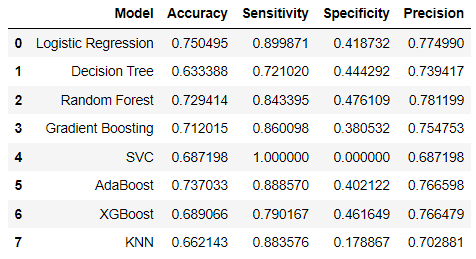 Model Accuracy Sensitivity Specificity Precision
0 Logistic Regression 0.750495 0.899871 0.418732 0.774990
1 Decision Tree 0.633388 0.721020 0.444292 0.739417
2 Random Forest 0.729414 0.843395 0.476109 0.781199
3 Gradient Boosting 0.712015 0.860098 0.380532 0.754753
4 SVC 0.687198 1.000000 0.000000 0.687198
5 AdaBoost 0.737033 0.888570 0.402122 0.766598
6 XGBoost 0.689066 0.790167 0.461649 0.766479
7 KNN 0.662143 0.883576 0.178867 0.702881